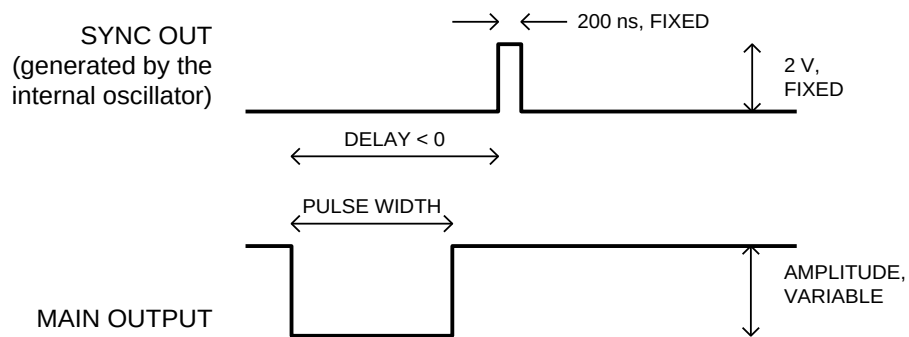 SYNC OUT
(generated by the
internal oscillator)
200 ns, FIXED
2 V,
FIXED
DELAY < 0
PULSE WIDTH
AMPLITUDE,
VARIABLE
MAIN OUTPUT